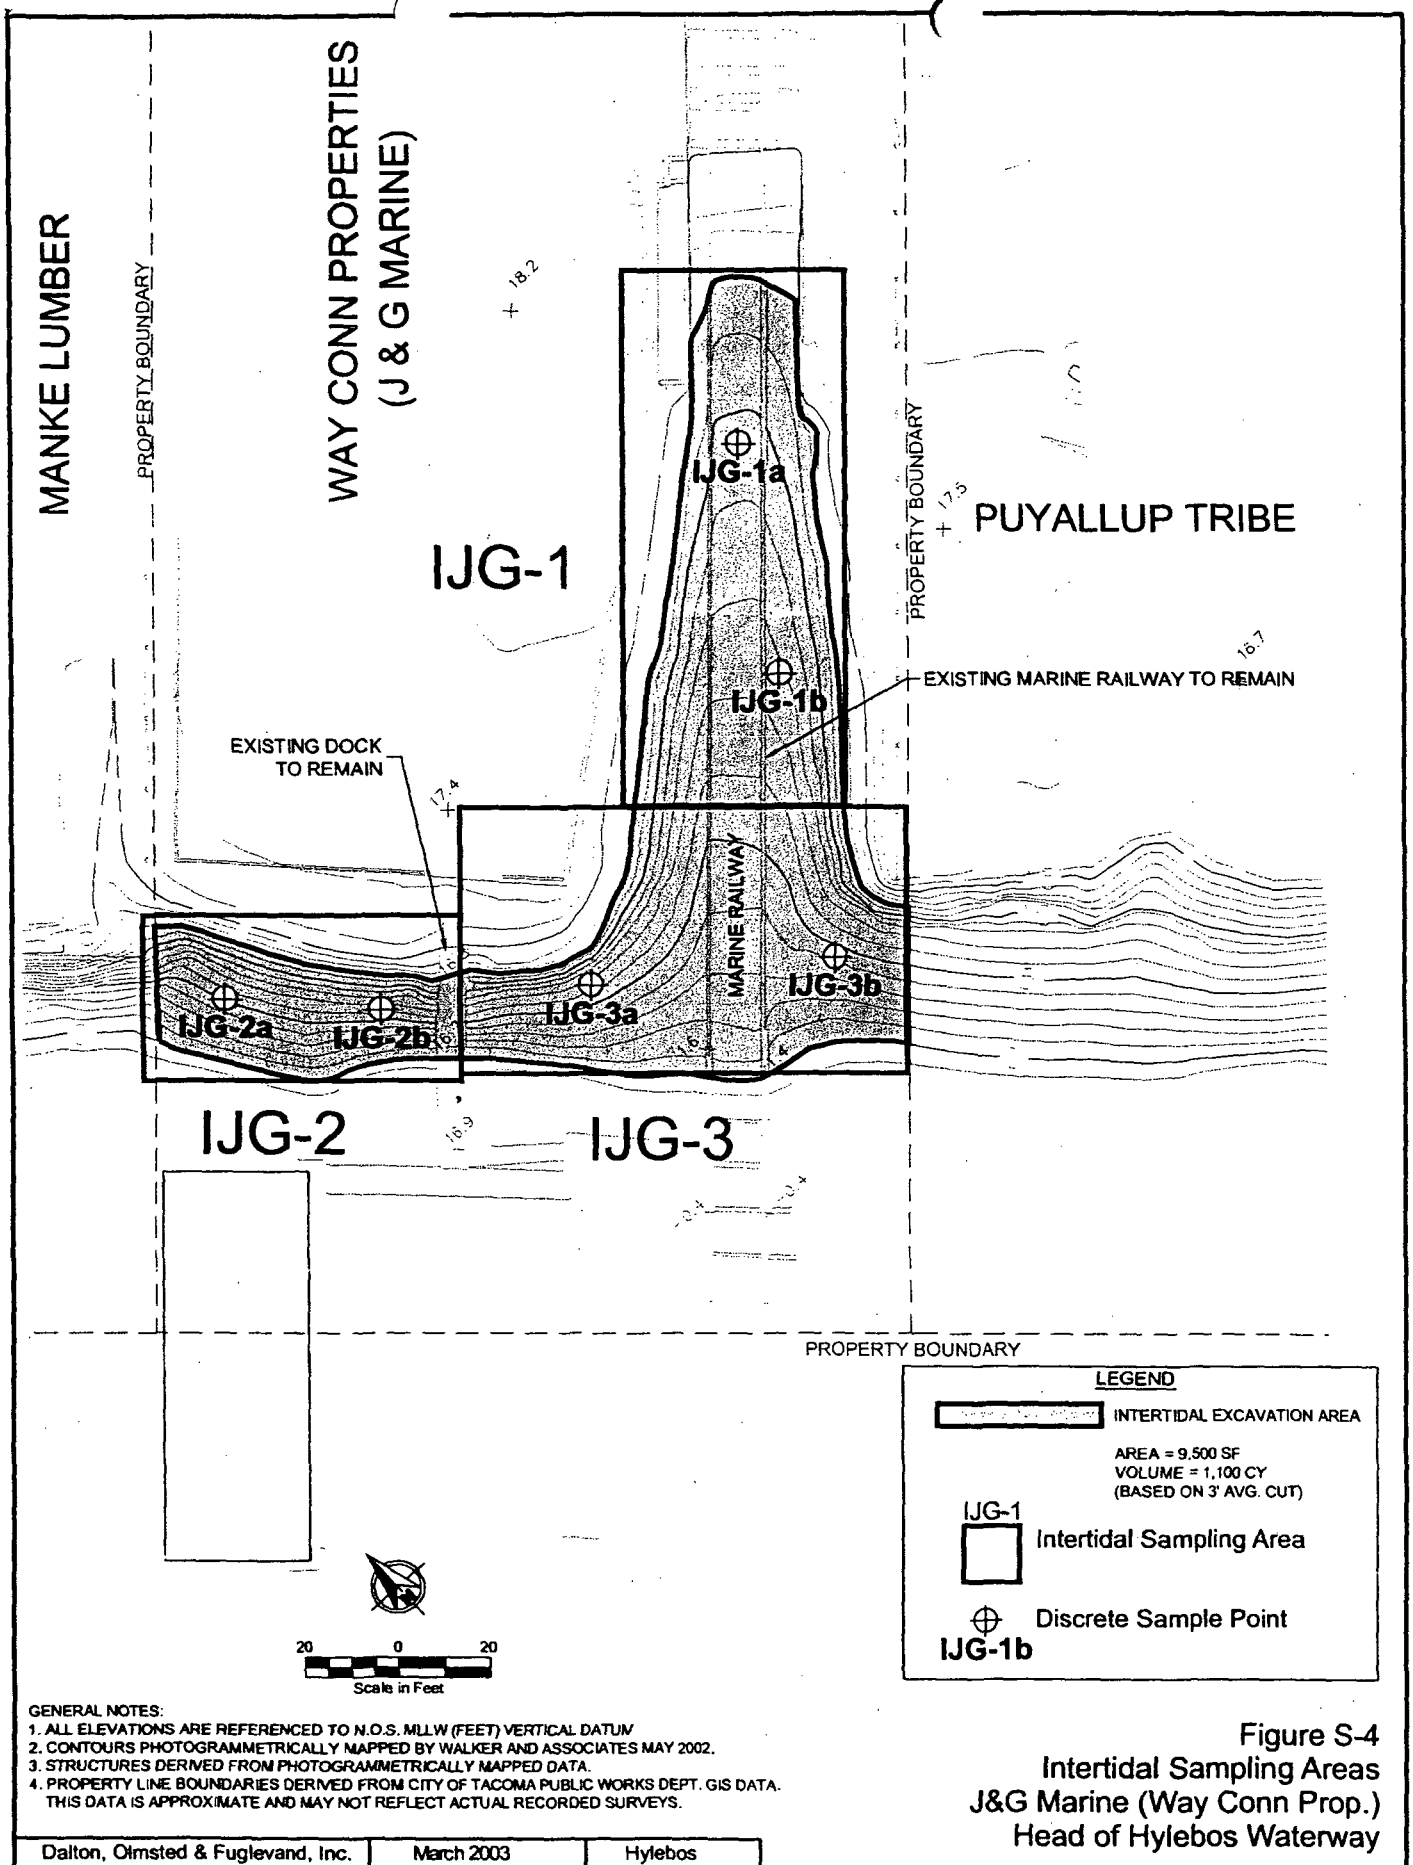 MANKE LUMBER
PROPERTY BOUNDARY
WAY CONN PROPERTIES
(J & G MARINE)
18.2
IJG-1a
PROPERTY BOUNDARY
17.5
PUYALLUP TRIBE
IJG-1
16.7
EXISTING MARINE RAILWAY TO REMAIN
IJG-1b
EXISTING DOCK
TO REMAIN
17.4
MARINE RAILWAY
IJG-2a
IJG-2b
IJG-3a
IJG-3b
IJG-2
IJG-3
16.9
-0.4
-0.4
PROPERTY BOUNDARY
LEGEND
INTERTIDAL EXCAVATION AREA
AREA = 9,500 SF
VOLUME = 1,100 CY
(BASED ON 3' AVG. CUT)
IJG-1
Intertidal Sampling Area
Discrete Sample Point
IJG-1b
20 0 20
Scale in Feet
GENERAL NOTES:
1. ALL ELEVATIONS ARE REFERENCED TO N.O.S. MLLW (FEET) VERTICAL DATUM
2. CONTOURS PHOTOGRAMMETRICALLY MAPPED BY WALKER AND ASSOCIATES MAY 2002.
3. STRUCTURES DERIVED FROM PHOTOGRAMMETRICALLY MAPPED DATA.
4. PROPERTY LINE BOUNDARIES DERIVED FROM CITY OF TACOMA PUBLIC WORKS DEPT. GIS DATA.
THIS DATA IS APPROXIMATE AND MAY NOT REFLECT ACTUAL RECORDED SURVEYS.
Figure S-4
Intertidal Sampling Areas
J&G Marine (Way Conn Prop.)
Head of Hylebos Waterway
Dalton, Olmsted & Fuglevand, Inc.
March 2003
Hylebos